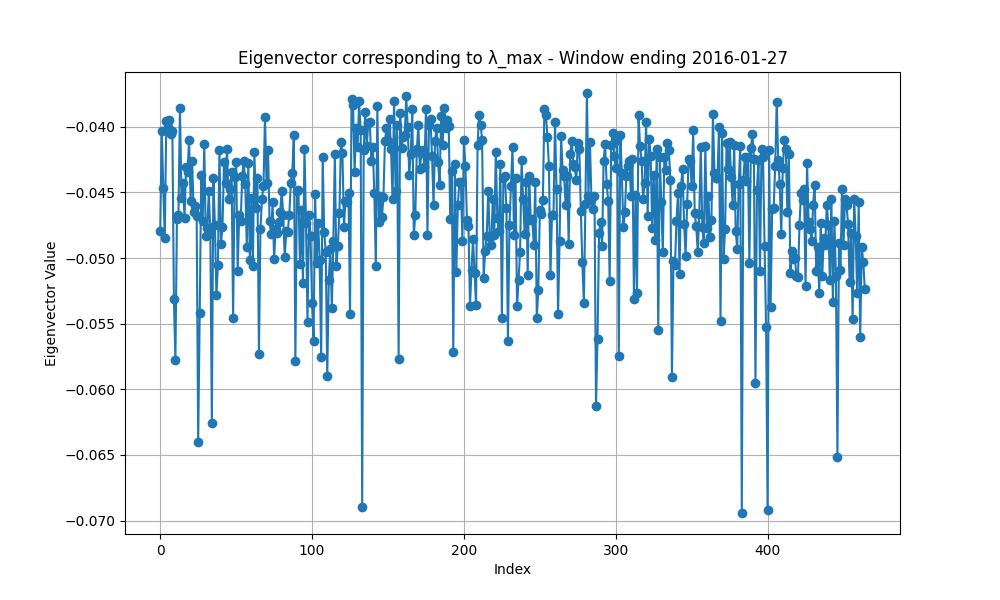 Eigenvector corresponding to λ_max - Window ending 2016-01-27
Eigenvector Value
−0.040
−0.045
−0.050
−0.055
−0.060
−0.065
−0.070
0 100 200 300 400
Index